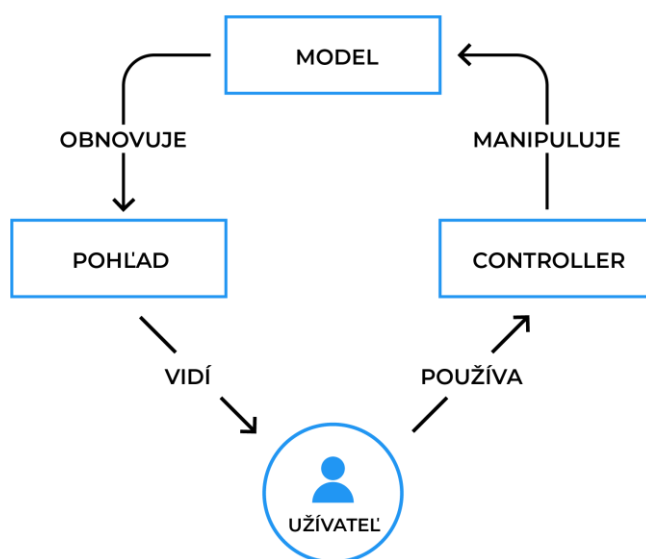 MODEL
OBNOVUJE
MANIPULUJE
POHĽAD
CONTROLLER
VIDÍ
POUŽÍVA
UŽÍVATEĽ